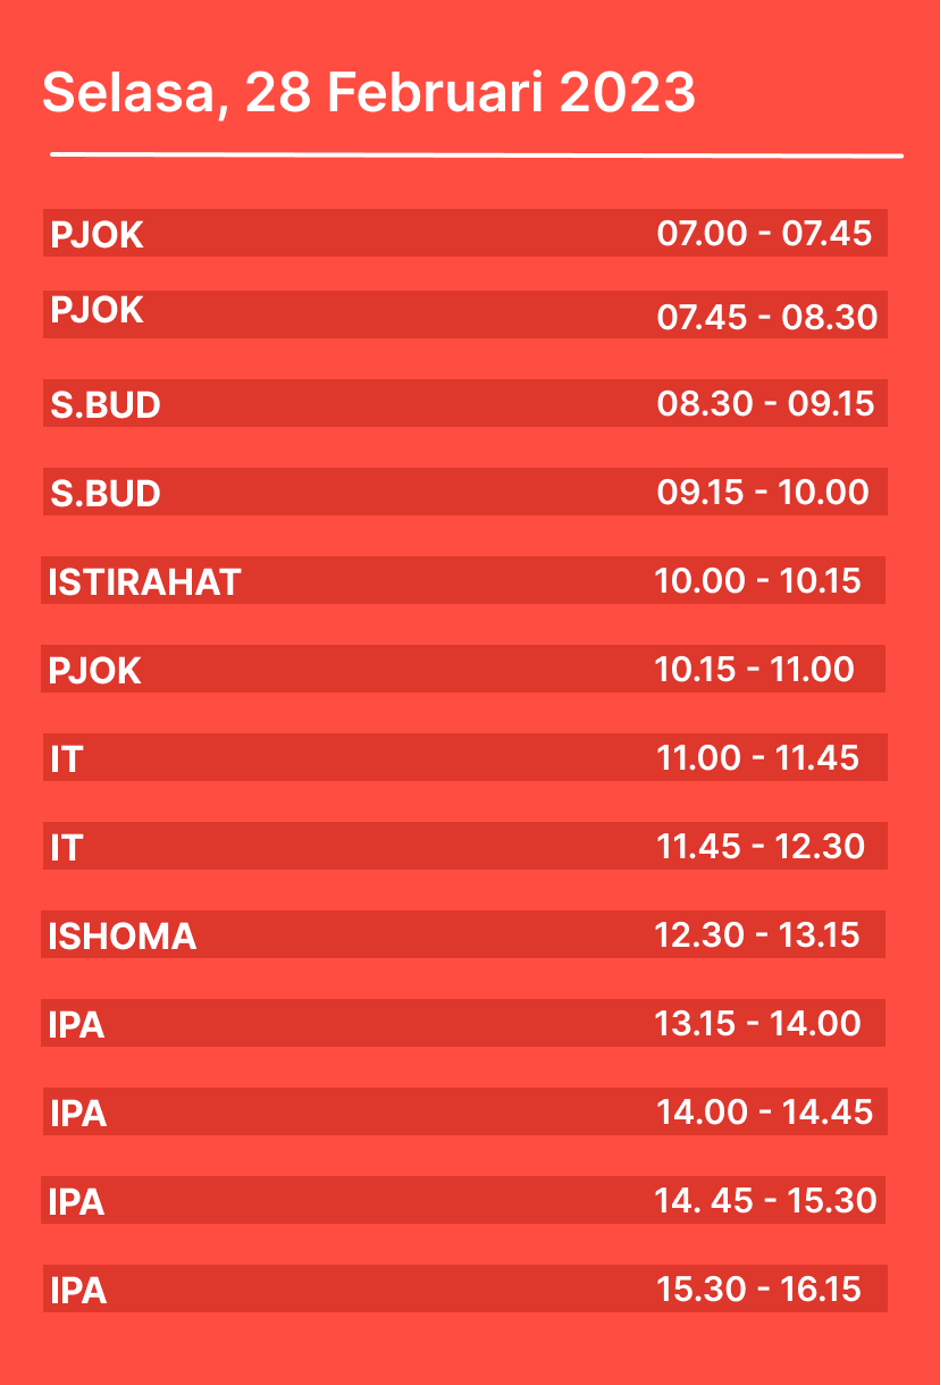 Selasa, 28 Februari 2023
PJOK 07.00 - 07.45
PJOK 07.45 - 08.30
S.BUD 08.30 - 09.15
S.BUD 09.15 - 10.00
ISTIRAHAT 10.00 - 10.15
PJOK 10.15 - 11.00
IT 11.00 - 11.45
IT 11.45 - 12.30
ISHOMA 12.30 - 13.15
IPA 13.15 - 14.00
IPA 14.00 - 14.45
IPA 14. 45 - 15.30
IPA 15.30 - 16.15